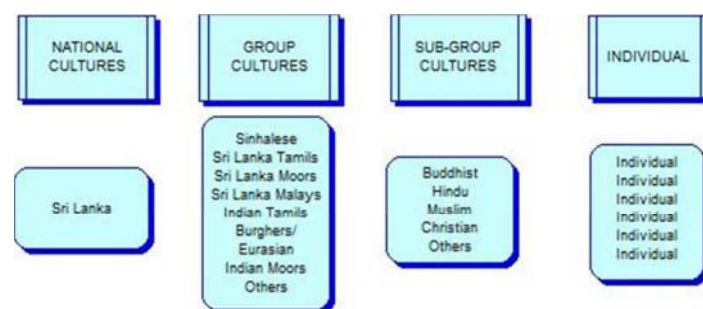 NATIONAL
CULTURES
GROUP
CULTURES
SUB-GROUP
CULTURES
INDIVIDUAL
Sri Lanka
Sinhalese
Sri Lanka Tamils
Sri Lanka Moors
Sri Lanka Malays
Indian Tamils
Burghers/
Eurasian
Indian Moors
Others
Buddhist
Hindu
Muslim
Christian
Others
Individual
Individual
Individual
Individual
Individual
Individual